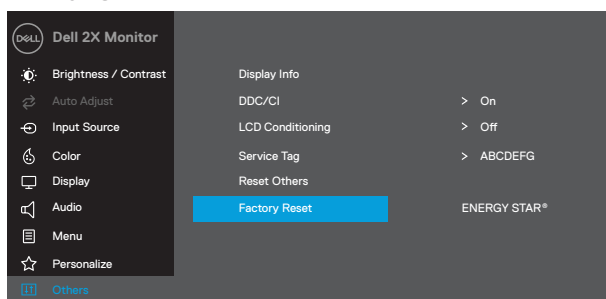 DELL Dell 2X Monitor
Brightness / Contrast Display Info
Auto Adjust DDC/CI > On
Input Source LCD Conditioning > Off
Color Service Tag > ABCDEFG
Display Reset Others
Audio Factory Reset ENERGY STAR®
Menu
Personalize
Others